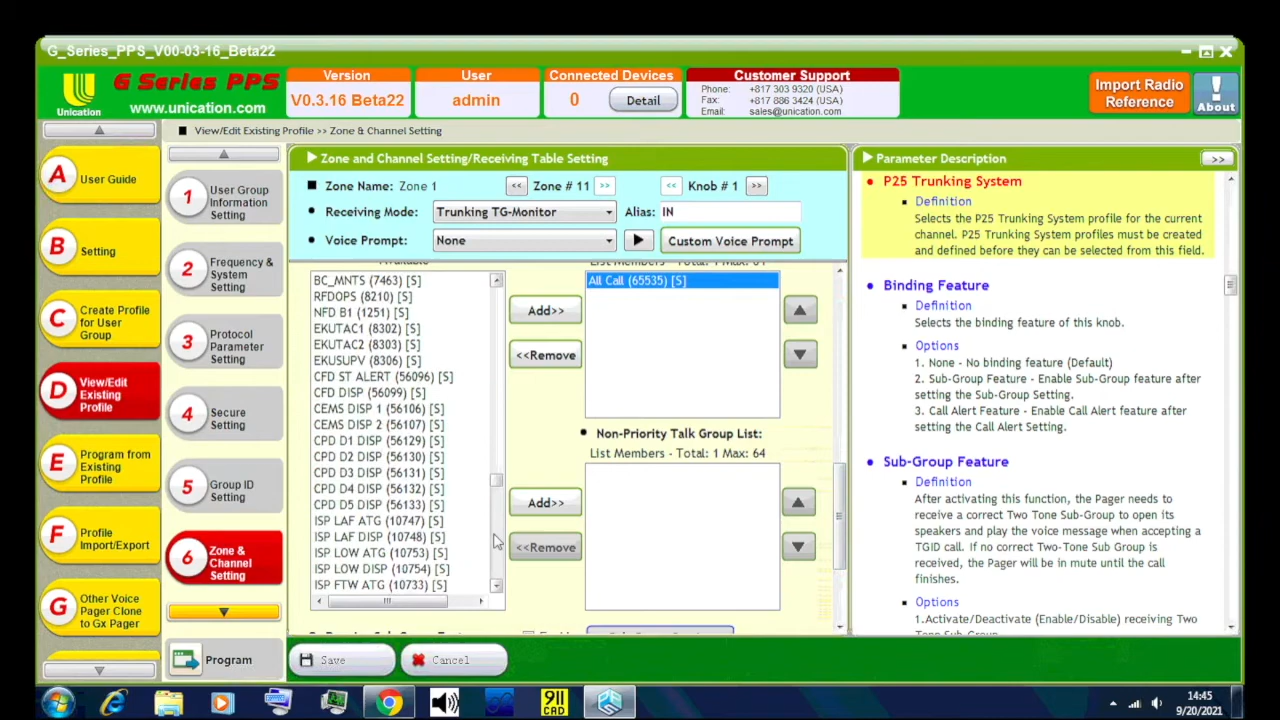 G_Series_PPS_V00-03-16_Beta22
Unication
G Series PPS
www.unication.com
Version
V0.3.16 Beta22
User
admin
Connected Devices
0
Detail
Customer Support
Phone: +817 303 9320 (USA)
Fax: +817 886 3424 (USA)
Email: sales@unication.com
Import Radio
Reference
!
About
View/Edit Existing Profile >> Zone & Channel Setting
A
User Guide
B
Setting
C
Create Profile
for User
Group
D
View/Edit
Existing
Profile
E
Program from
Existing
Profile
F
Profile
Import/Export
G
Other Voice
Pager Clone
to Gx Pager
1
User Group
Information
Setting
2
Frequency &
System
Setting
3
Protocol
Parameter
Setting
4
Secure
Setting
5
Group ID
Setting
6
Zone &
Channel
Setting
Program
Zone and Channel Setting/Receiving Table Setting
Zone Name: Zone 1
<<
Zone # 11
>>
<<
Knob # 1
>>
Receiving Mode:
Trunking TG-Monitor
Alias:
IN
Voice Prompt:
None
Custom Voice Prompt
BC_MNTS (7463) [S]
RFDOPS (8210) [S]
NFD B1 (1251) [S]
EKUTAC1 (8302) [S]
EKUTAC2 (8303) [S]
EKUSUPV (8306) [S]
CFD ST ALERT (56096) [S]
CFD DISP (56099) [S]
CEMS DISP 1 (56106) [S]
CEMS DISP 2 (56107) [S]
CPD D1 DISP (56129) [S]
CPD D2 DISP (56130) [S]
CPD D3 DISP (56131) [S]
CPD D4 DISP (56132) [S]
CPD D5 DISP (56133) [S]
ISP LAF ATG (10747) [S]
ISP LAF DISP (10748) [S]
ISP LOW ATG (10753) [S]
ISP LOW DISP (10754) [S]
ISP FTW ATG (10733) [S]
Add>>
<<Remove
All Call (65535) [S]
Non-Priority Talk Group List:
List Members - Total: 1 Max: 64
Add>>
<<Remove
Save
Cancel
Parameter Description
>>
P25 Trunking System
Definition
Selects the P25 Trunking System profile for the current
channel. P25 Trunking System profiles must be created
and defined before they can be selected from this field.
Binding Feature
Definition
Selects the binding feature of this knob.
Options
1. None - No binding feature (Default)
2. Sub-Group Feature - Enable Sub-Group feature after
setting the Sub-Group Setting.
3. Call Alert Feature - Enable Call Alert feature after
setting the Call Alert Setting.
Sub-Group Feature
Definition
After activating this function, the Pager needs to
receive a correct Two Tone Sub-Group to open its
speakers and play the voice message when accepting a
TGID call. If no correct Two-Tone Sub Group is
received, the Pager will be in mute until the call
finishes.
Options
1.Activate/Deactivate (Enable/Disable) receiving Two
911
CAD
14:45
9/20/2021